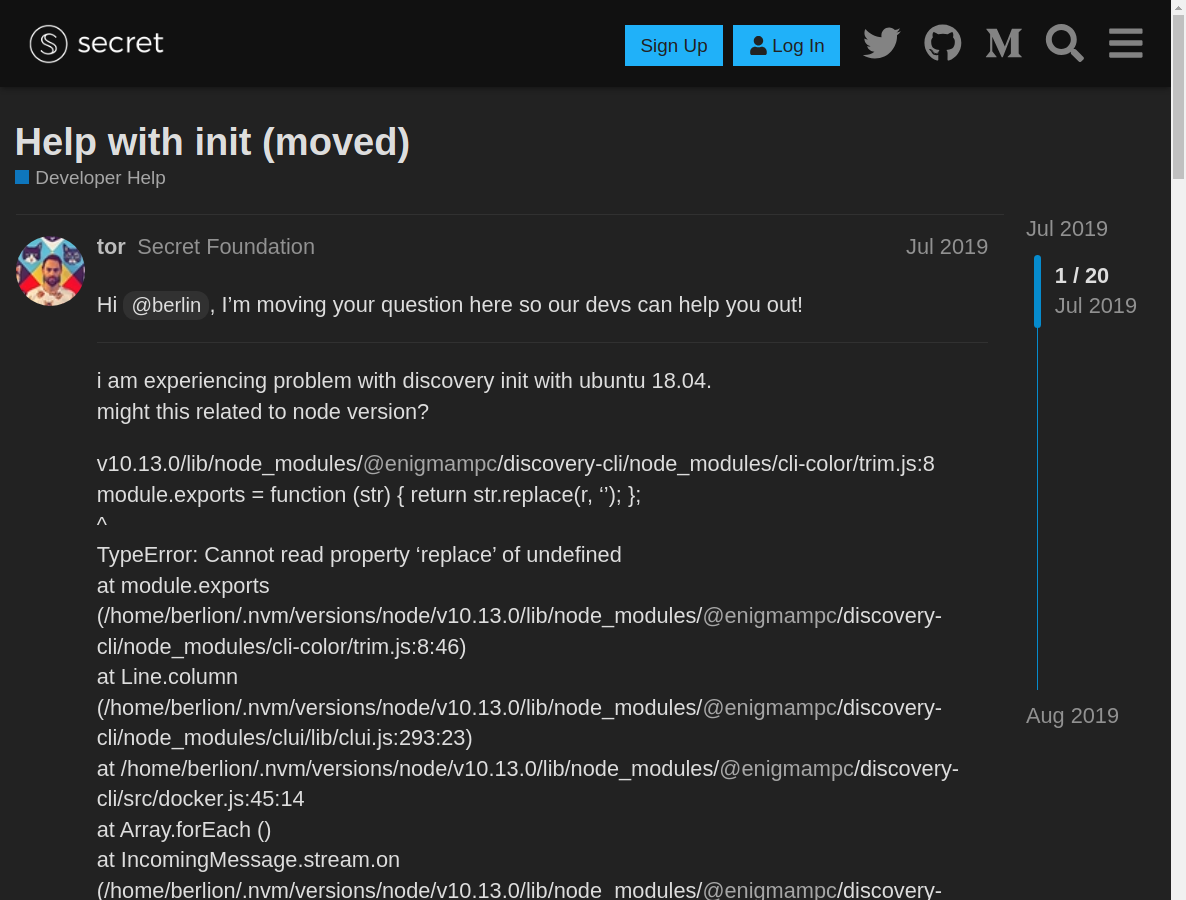 secret
Sign Up
Log In
Help with init (moved)
Developer Help
tor Secret Foundation
Jul 2019
Jul 2019
1 / 20
Jul 2019
Hi @berlin, I’m moving your question here so our devs can help you out!
i am experiencing problem with discovery init with ubuntu 18.04.
might this related to node version?
v10.13.0/lib/node_modules/@enigmampc/discovery-cli/node_modules/cli-color/trim.js:8
module.exports = function (str) { return str.replace(r, ‘’); };
^
TypeError: Cannot read property ‘replace’ of undefined
at module.exports
(/home/berlion/.nvm/versions/node/v10.13.0/lib/node_modules/@enigmampc/discovery-
cli/node_modules/cli-color/trim.js:8:46)
at Line.column
(/home/berlion/.nvm/versions/node/v10.13.0/lib/node_modules/@enigmampc/discovery-
cli/node_modules/clui/lib/clui.js:293:23)
Aug 2019
at /home/berlion/.nvm/versions/node/v10.13.0/lib/node_modules/@enigmampc/discovery-
cli/src/docker.js:45:14
at Array.forEach ()
at IncomingMessage.stream.on
(/home/berlion/.nvm/versions/node/v10.13.0/lib/node_modules/@enigmampc/discovery-